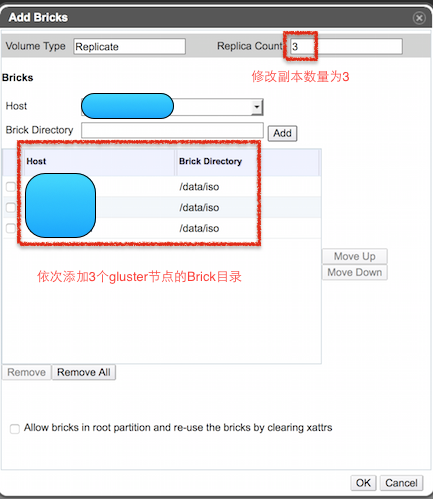 Add Bricks
Volume Type Replicate Replica Count 3
修改副本数量为3
Bricks
Host
Brick Directory Add
Host Brick Directory
/data/iso
/data/iso
/data/iso
Move Up
Move Down
依次添加3个gluster节点的Brick目录
Remove Remove All
Allow bricks in root partition and re-use the bricks by clearing xattrs
OK Cancel